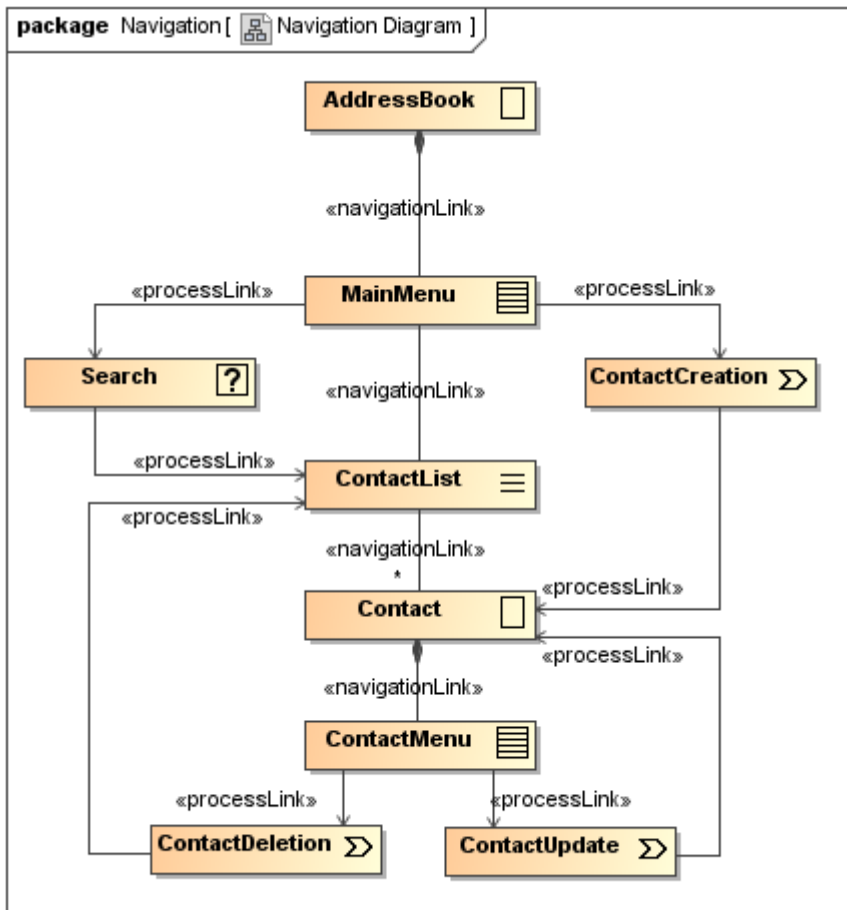 package Navigation[ Navigation Diagram ]
AddressBook
«navigationLink»
«processLink»
MainMenu
«processLink»
Search ?
«navigationLink»
ContactCreation
«processLink»
ContactList
«processLink»
«navigationLink»
*
«processLink»
Contact
«processLink»
«navigationLink»
ContactMenu
«processLink»
«processLink»
ContactDeletion
ContactUpdate